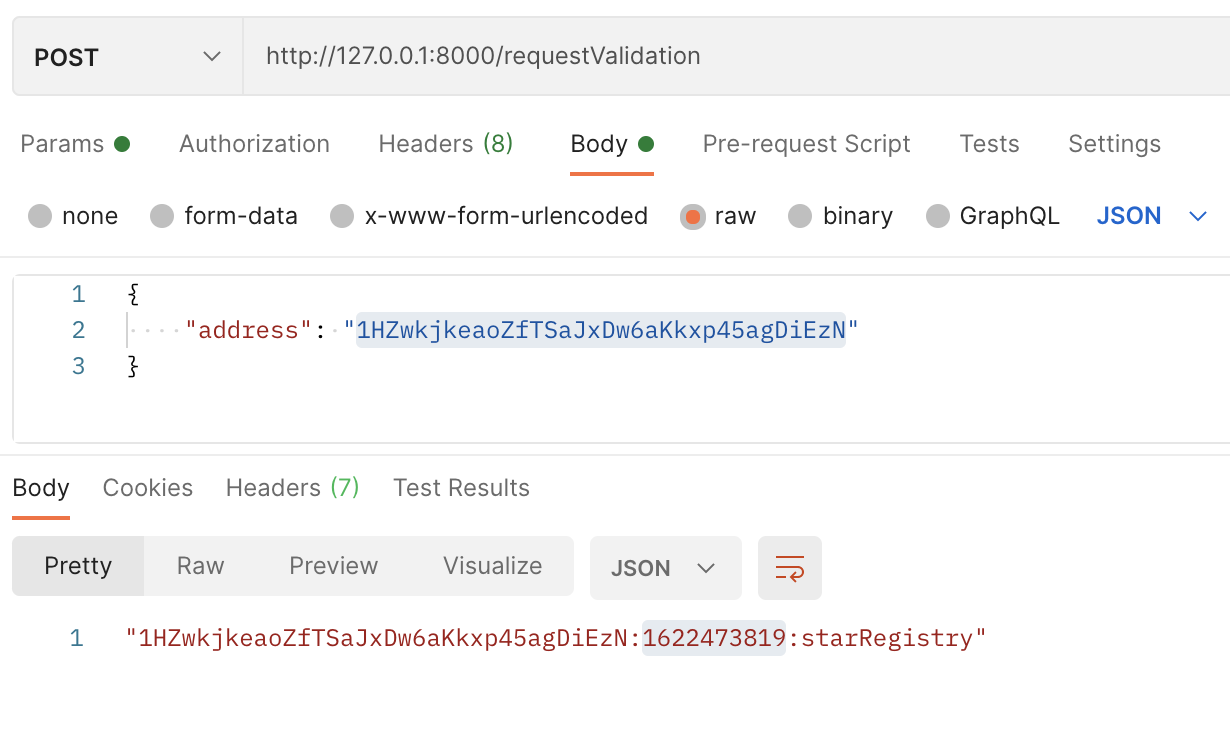 POST http://127.0.0.1:8000/requestValidation
Params Authorization Headers (8) Body Pre-request Script Tests Settings
none form-data x-www-form-urlencoded raw binary GraphQL JSON
1 {
2 ····"address":·"1HZwkjkeaoZfTSaJxDw6aKkxp45agDiEzN"
3 }
Body Cookies Headers (7) Test Results
Pretty Raw Preview Visualize JSON
1 "1HZwkjkeaoZfTSaJxDw6aKkxp45agDiEzN:1622473819:starRegistry"